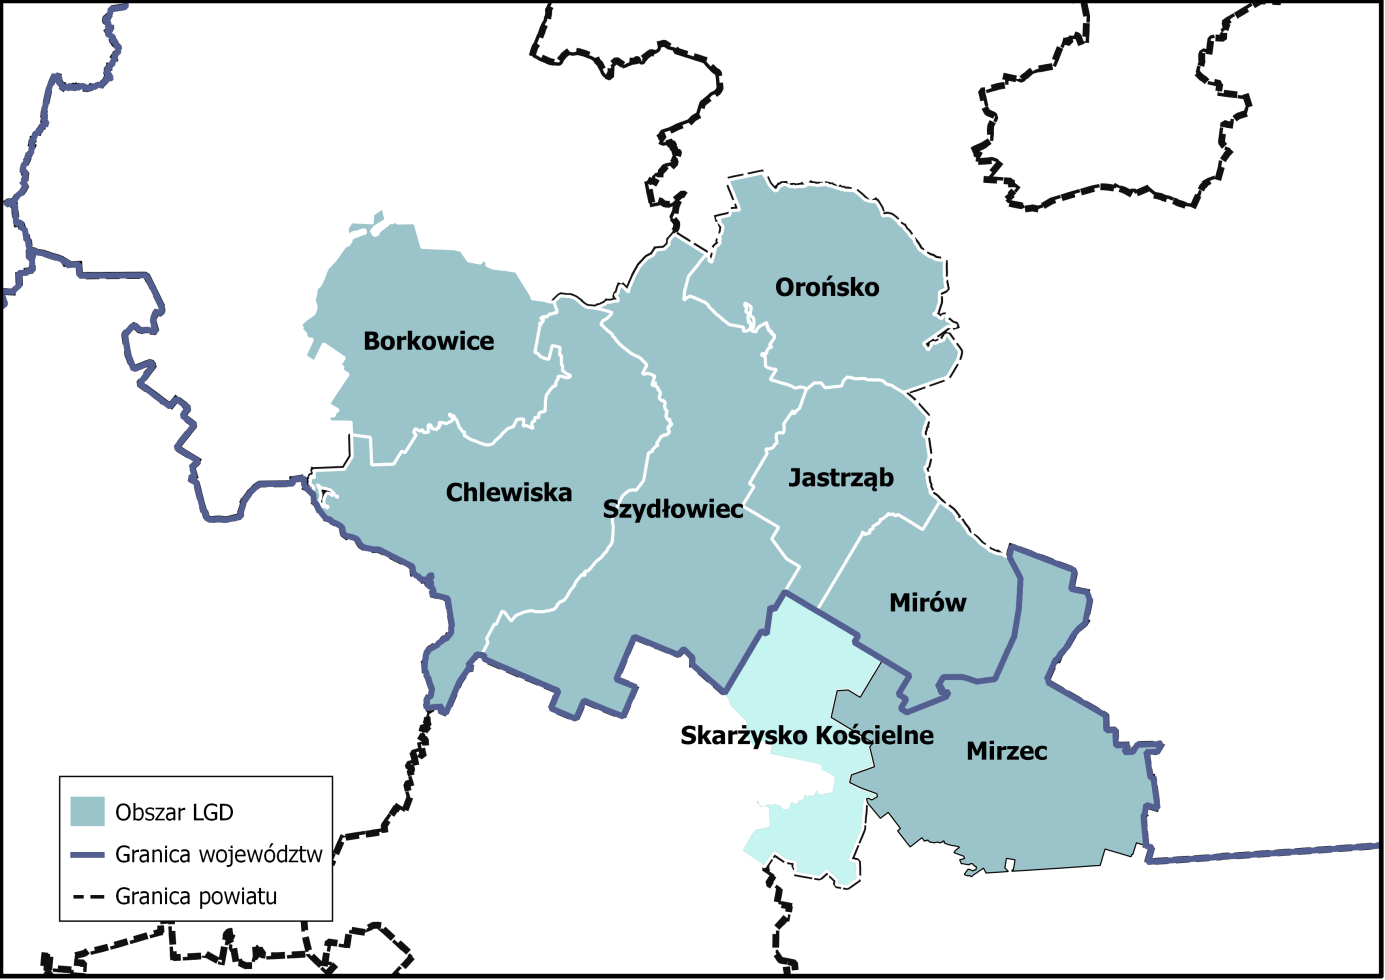 Orońsko
Borkowice
Jastrząb
Chlewiska
Szydłowiec
Mirów
Skarżysko Kościelne
Mirzec
Obszar LGD
Granica województw
Granica powiatu